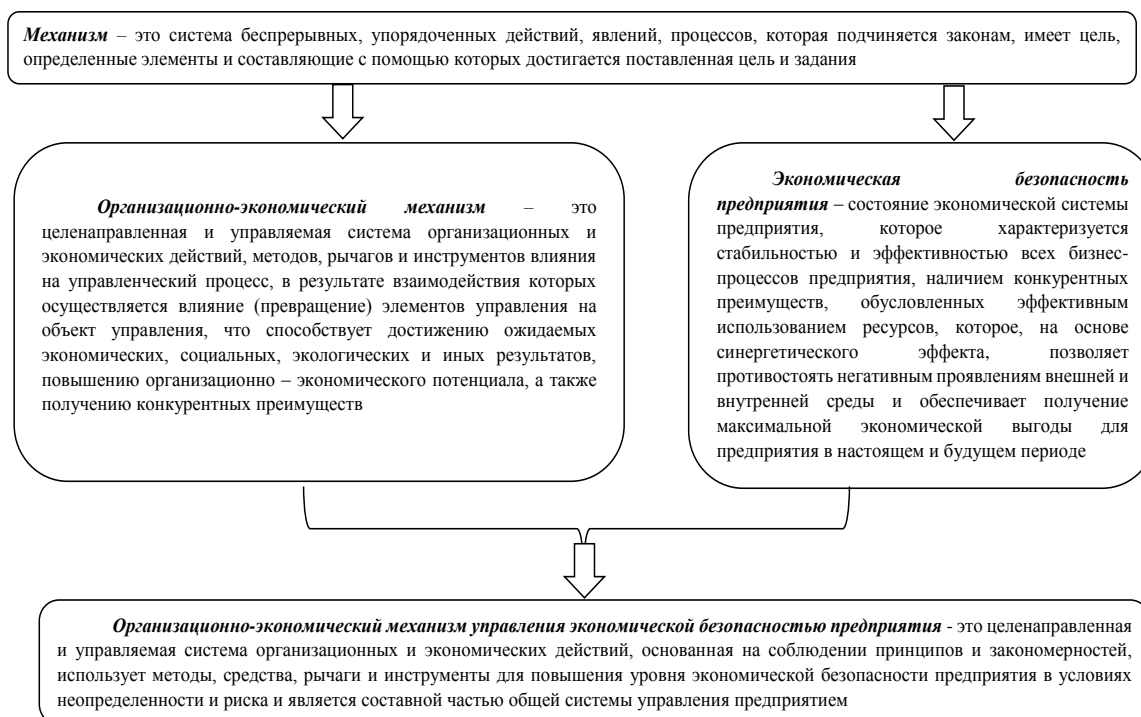 Механизм – это система беспрерывных, упорядоченных действий, явлений, процессов, которая подчиняется законам, имеет цель,
определенные элементы и составляющие с помощью которых достигается поставленная цель и задания
Организационно-экономический механизм – это
целенаправленная и управляемая система организационных и
экономических действий, методов, рычагов и инструментов влияния
на управленческий процесс, в результате взаимодействия которых
осуществляется влияние (превращение) элементов управления на
объект управления, что способствует достижению ожидаемых
экономических, социальных, экологических и иных результатов,
повышению организационно – экономического потенциала, а также
получению конкурентных преимуществ
Экономическая безопасность
предприятия – состояние экономической системы
предприятия, которое характеризуется
стабильностью и эффективностью всех бизнес-
процессов предприятия, наличием конкурентных
преимуществ, обусловленных эффективным
использованием ресурсов, которое, на основе
синергетического эффекта, позволяет
противостоять негативным проявлениям внешней и
внутренней среды и обеспечивает получение
максимальной экономической выгоды для
предприятия в настоящем и будущем периоде
Организационно-экономический механизм управления экономической безопасностью предприятия - это целенаправленная
и управляемая система организационных и экономических действий, основанная на соблюдении принципов и закономерностей,
использует методы, средства, рычаги и инструменты для повышения уровня экономической безопасности предприятия в условиях
неопределенности и риска и является составной частью общей системы управления предприятием